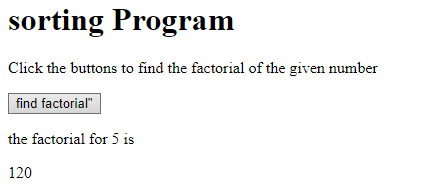 sorting Program
Click the buttons to find the factorial of the given number
find factorial"
the factorial for 5 is
120